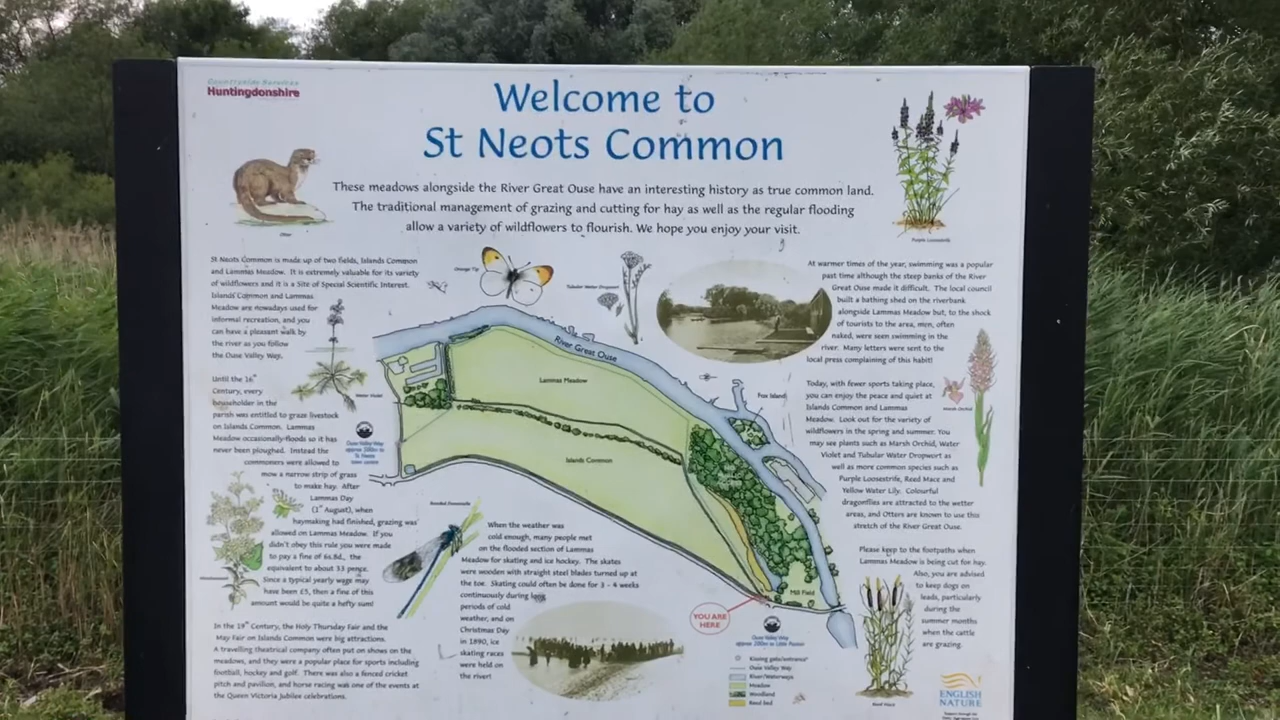 Countryside Services
Huntingdonshire
Welcome to
St Neots Common
These meadows alongside the River Great Ouse have an interesting history as true common land.
The traditional management of grazing and cutting for hay as well as the regular flooding
allow a variety of wildflowers to flourish. We hope you enjoy your visit.
Otter
Purple Loosestrife
St Neots Common is made up of two fields, Islands Common
and Lammas Meadow. It is extremely valuable for its variety
of wildflowers and it is a Site of Special Scientific Interest.
Islands Common and Lammas
Meadow are nowadays used for
informal recreation, and you
can have a pleasant walk by
the river as you follow
the Ouse Valley Way.
Until the 16th
Century, every
householder in the
parish was entitled to graze livestock
on Islands Common. Lammas
Meadow occasionally floods so it has
never been ploughed. Instead the
commoners were allowed to
mow a narrow strip of grass
to make hay. After
Lammas Day
(1st August), when
haymaking had finished, grazing was
allowed on Lammas Meadow. If you
didn't obey this rule you were made
to pay a fine of 6s.8d., the
equivalent to about 33 pence.
Since a typical yearly wage may
have been £5, then a fine of this
amount would be quite a hefty sum!
In the 19th Century, the Holy Thursday Fair and the
May Fair on Islands Common were big attractions.
A travelling theatrical company often put on shows on the
meadows, and they were a popular place for sports including
football, hockey and golf. There was also a fenced cricket
pitch and pavilion, and horse racing was one of the events at
the Queen Victoria Jubilee celebrations.
Orange Tip
Tubular Water Dropwort
Water Violet
River Great Ouse
Lammas Meadow
Islands Common
Fox Island
Mill Field
Ouse Valley Way
approx 500m to
St Neots
town centre
Banded Demoiselle
When the weather was
cold enough, many people met
on the flooded section of Lammas
Meadow for skating and ice hockey. The skates
were wooden with straight steel blades turned up at
the toe. Skating could often be done for 3 - 4 weeks
continuously during long
periods of cold
weather, and on
Christmas Day
in 1890, ice
skating races
were held on
the river!
YOU ARE
HERE
Ouse Valley Way
approx 200m to Little Paxton
Kissing gate/entrance
Ouse Valley Way
River/Waterways
Meadow
Woodland
Reed bed
At warmer times of the year, swimming was a popular
past time although the steep banks of the River
Great Ouse made it difficult. The local council
built a bathing shed on the riverbank
alongside Lammas Meadow but, to the shock
of tourists to the area, men, often
naked, were seen swimming in the
river. Many letters were sent to the
local press complaining of this habit!
Today, with fewer sports taking place,
you can enjoy the peace and quiet at
Islands Common and Lammas
Meadow. Look out for the variety of
wildflowers in the spring and summer. You
may see plants such as Marsh Orchid, Water
Violet and Tubular Water Dropwort as
well as more common species such as
Purple Loosestrife, Reed Mace and
Yellow Water Lily. Colourful
dragonflies are attracted to the wetter
areas, and Otters are known to use this
stretch of the River Great Ouse.
Marsh Orchid
Please keep to the footpaths when
Lammas Meadow is being cut for hay.
Also, you are advised
to keep dogs on
leads, particularly
during the
summer months
when the cattle
are grazing.
Reed Mace
ENGLISH
NATURE